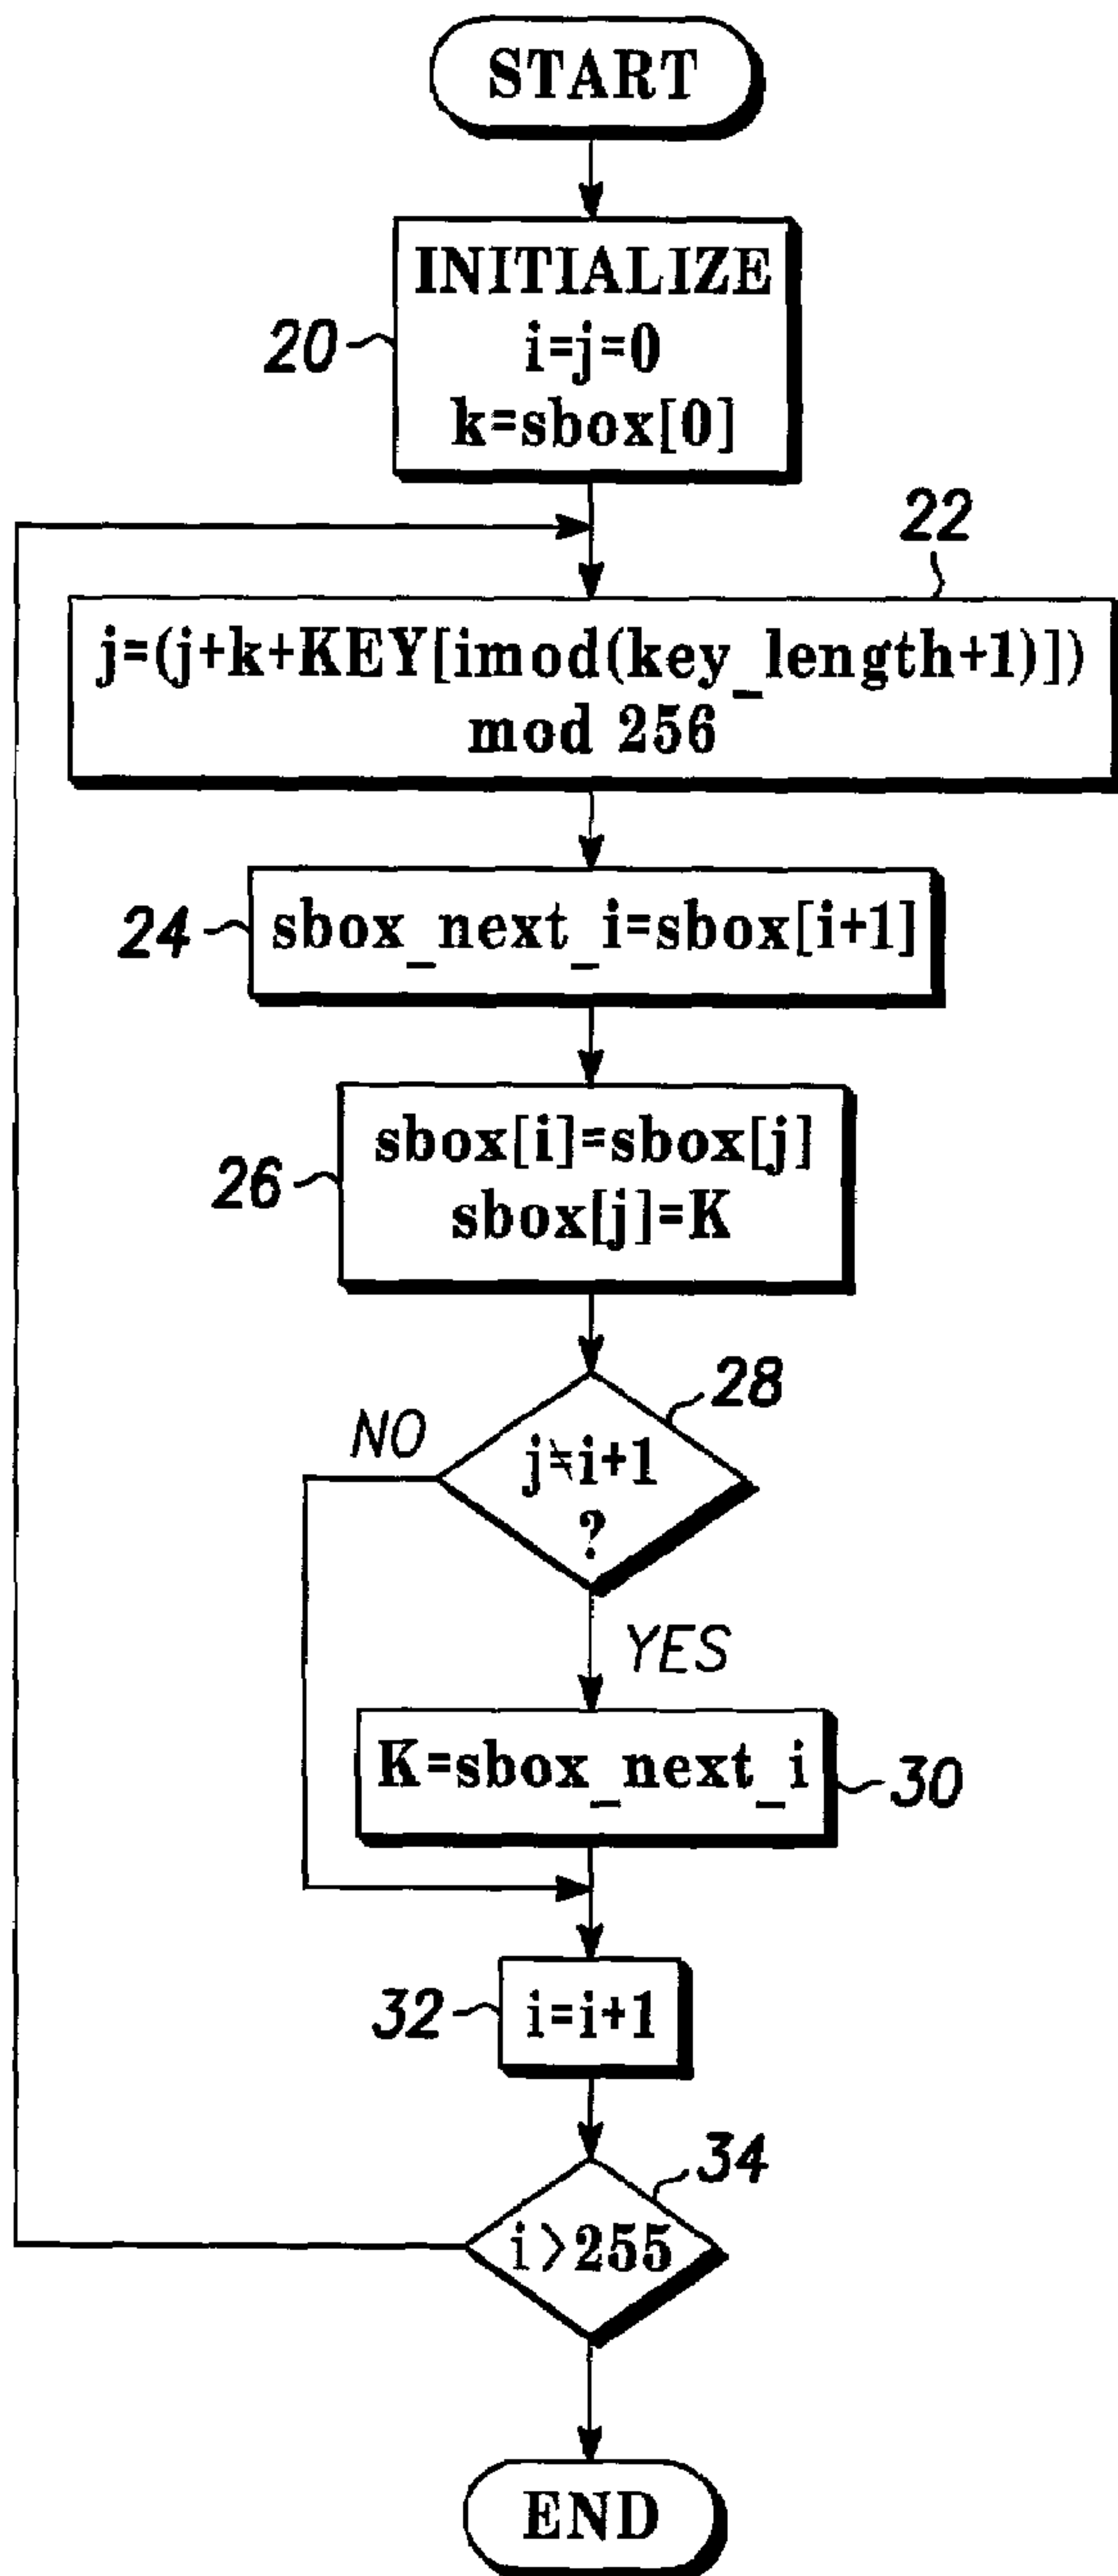 START
INITIALIZE
i=j=0
k=sbox[0]
20
22
j=(j+k+KEY[imod(key_length+1)])
mod 256
24
sbox_next_i=sbox[i+1]
26
sbox[i]=sbox[j]
sbox[j]=K
28
NO
j≠i+1
?
YES
K=sbox_next_i
30
32
i=i+1
34
i>255
END